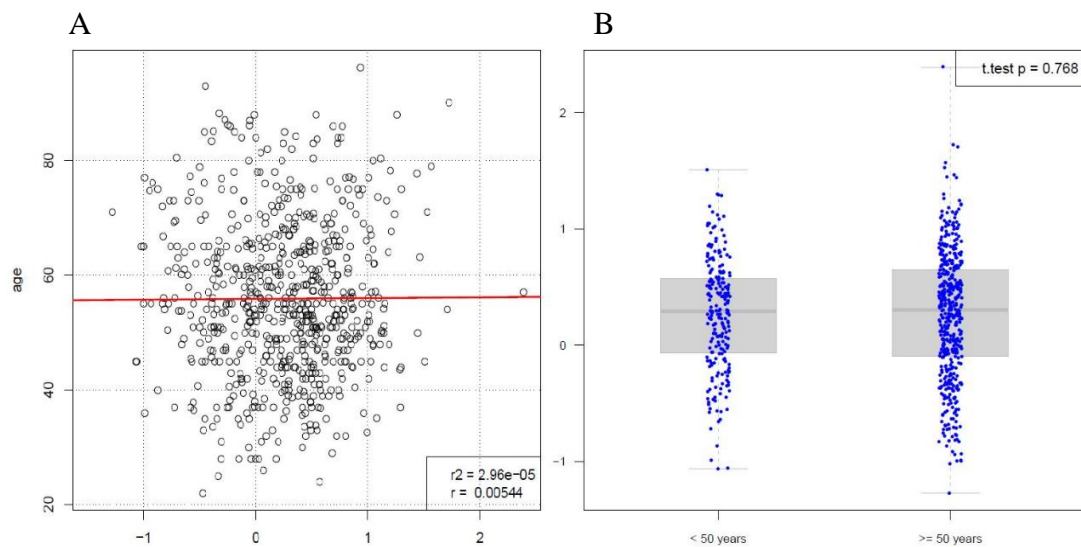 A
B
age
80
60
40
20
−1
0
1
2
r2 = 2.96e-05
r = 0.00544
t.test p = 0.768
2
1
0
−1
< 50 years
>= 50 years